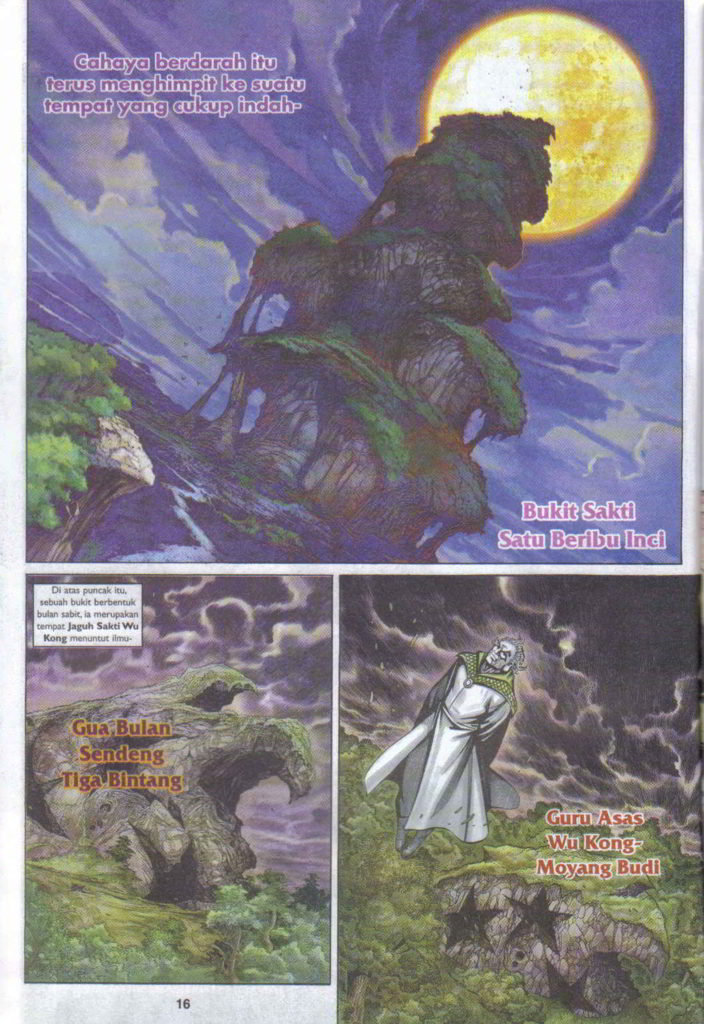 Cahaya berdarah itu
terus menghimpit ke suatu
tempat yang cukup indah-
Bukit Sakti
Satu Beribu Inci
Di atas puncak itu,
sebuah bukit berbentuk
bulan sabit, ia merupakan
tempat Jaguh Sakti Wu
Kong menuntut ilmu-
Gua Bulan
Sendeng
Tiga Bintang
Guru Asas
Wu Kong-
Moyang Budi
16